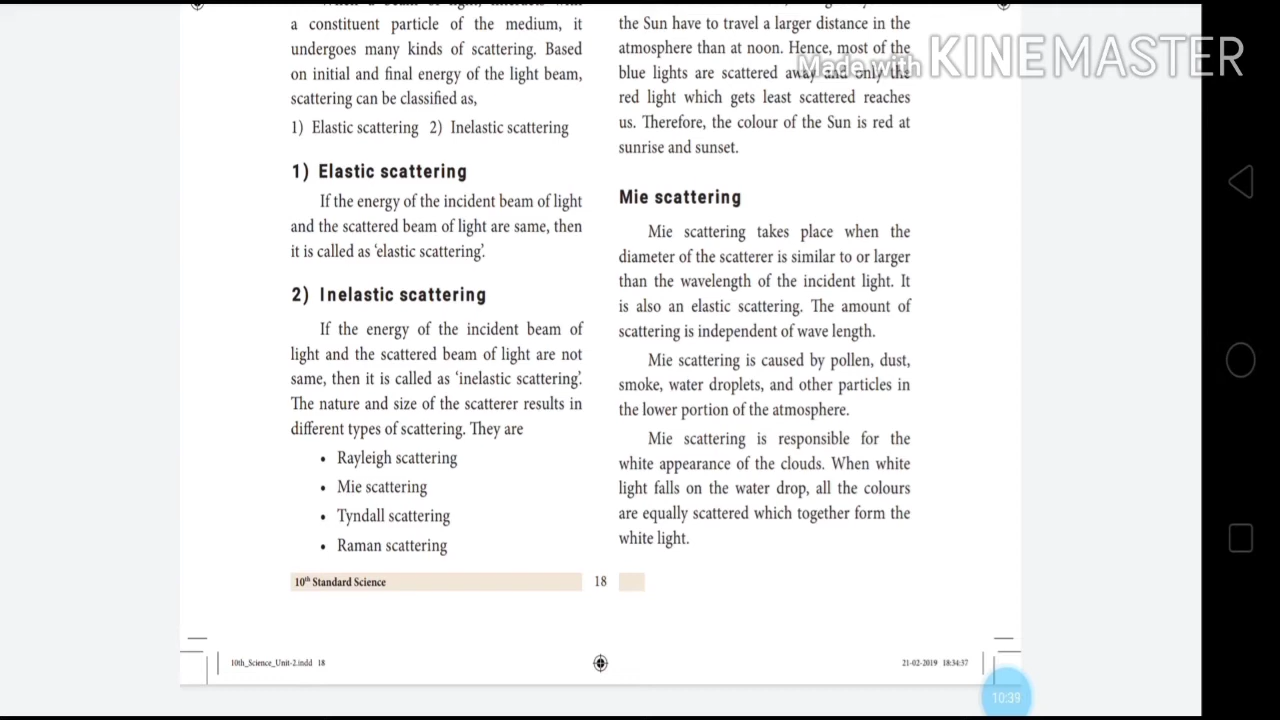 a constituent particle of the medium, it
undergoes many kinds of scattering. Based
on initial and final energy of the light beam,
scattering can be classified as,
1) Elastic scattering 2) Inelastic scattering
1) Elastic scattering
If the energy of the incident beam of light
and the scattered beam of light are same, then
it is called as ‘elastic scattering’.
2) Inelastic scattering
If the energy of the incident beam of
light and the scattered beam of light are not
same, then it is called as ‘inelastic scattering’.
The nature and size of the scatterer results in
different types of scattering. They are
• Rayleigh scattering
• Mie scattering
• Tyndall scattering
• Raman scattering
the Sun have to travel a larger distance in the
atmosphere than at noon. Hence, most of the
blue lights are scattered away and only the
red light which gets least scattered reaches
us. Therefore, the colour of the Sun is red at
sunrise and sunset.
Mie scattering
Mie scattering takes place when the
diameter of the scatterer is similar to or larger
than the wavelength of the incident light. It
is also an elastic scattering. The amount of
scattering is independent of wave length.
Mie scattering is caused by pollen, dust,
smoke, water droplets, and other particles in
the lower portion of the atmosphere.
Mie scattering is responsible for the
white appearance of the clouds. When white
light falls on the water drop, all the colours
are equally scattered which together form the
white light.
10th Standard Science
18
10th_Science_Unit-2.indd 18
21-02-2019 18:34:37
Made with KINEMASTER
10:39